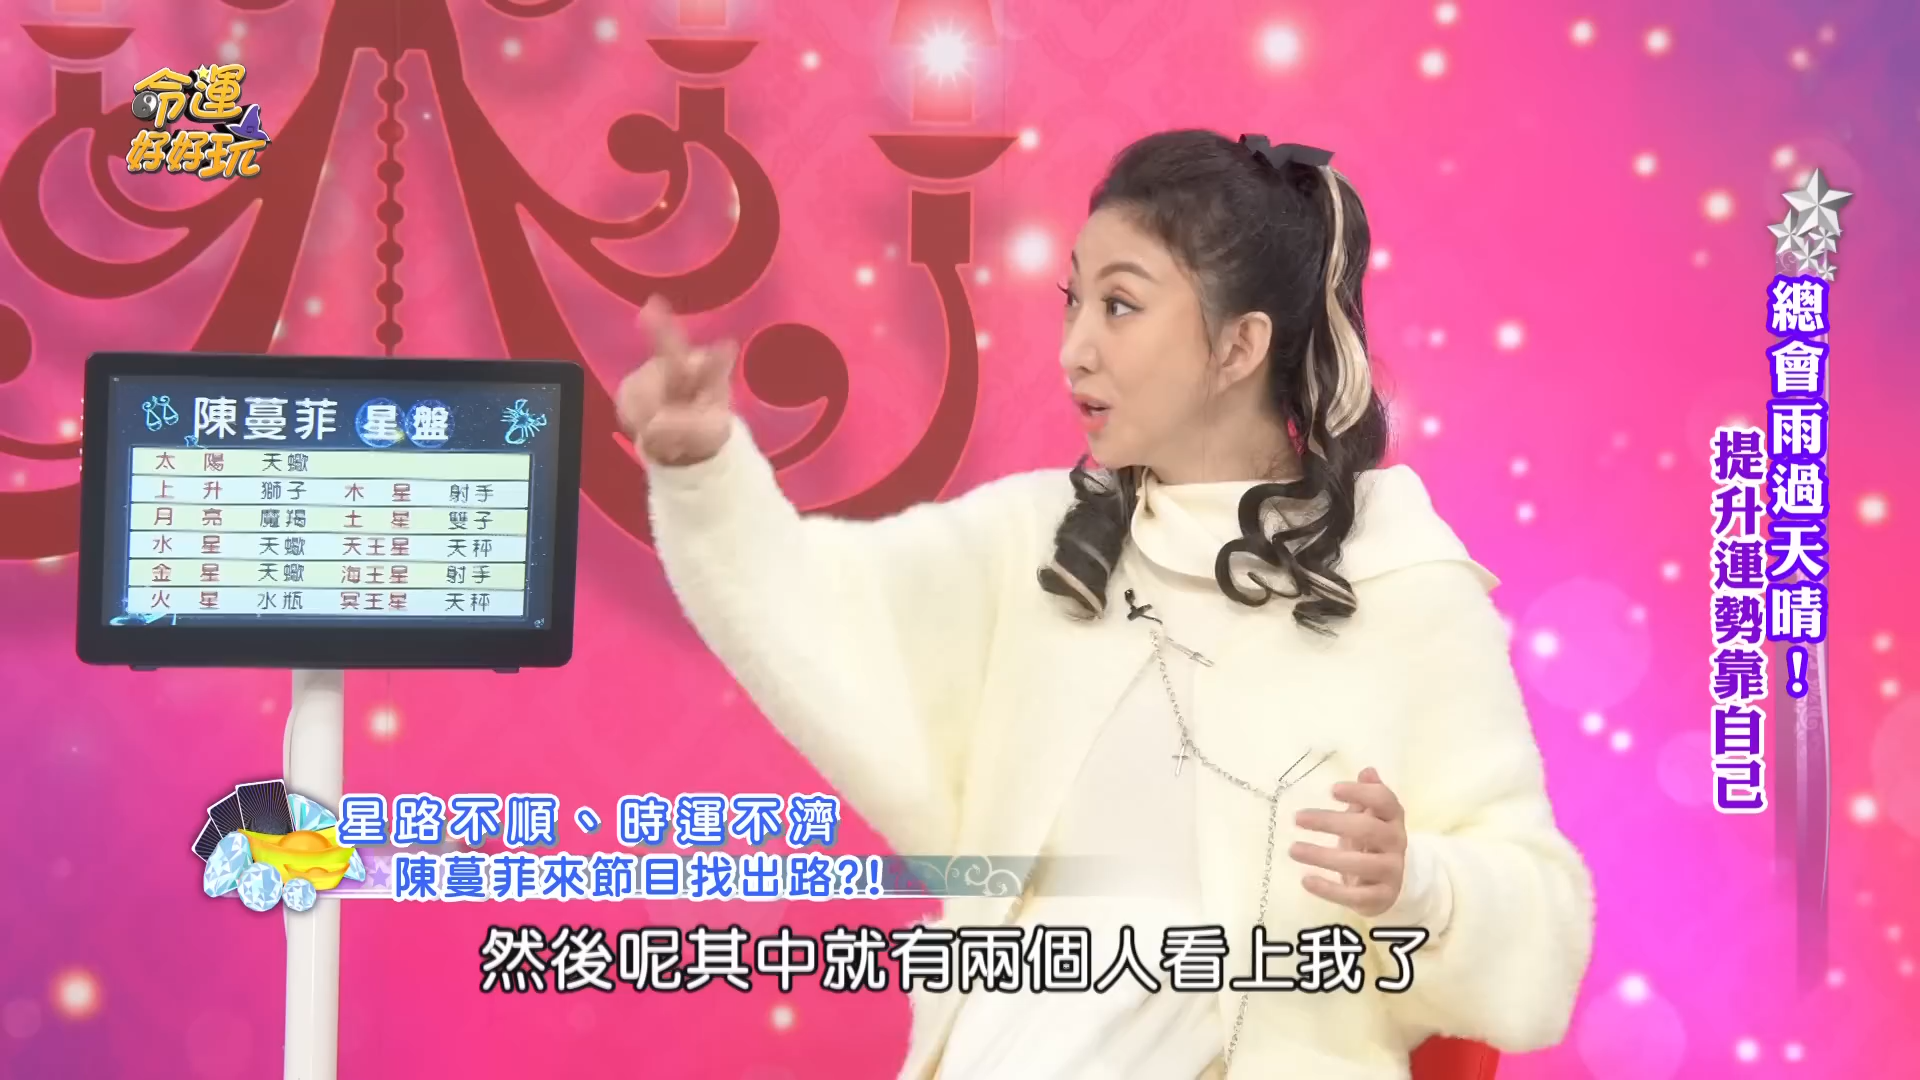 命運
好好玩
總會雨過天晴！
提升運勢靠自己
陳蔓菲 星盤
太陽 天蠍
上升 獅子 木星 射手
月亮 魔羯 土星 雙子
水星 天蠍 天王星 天秤
金星 天蠍 海王星 射手
火星 水瓶 冥王星 天秤
星路不順、時運不濟
陳蔓菲來節目找出路?!
然後呢其中就有兩個人看上我了